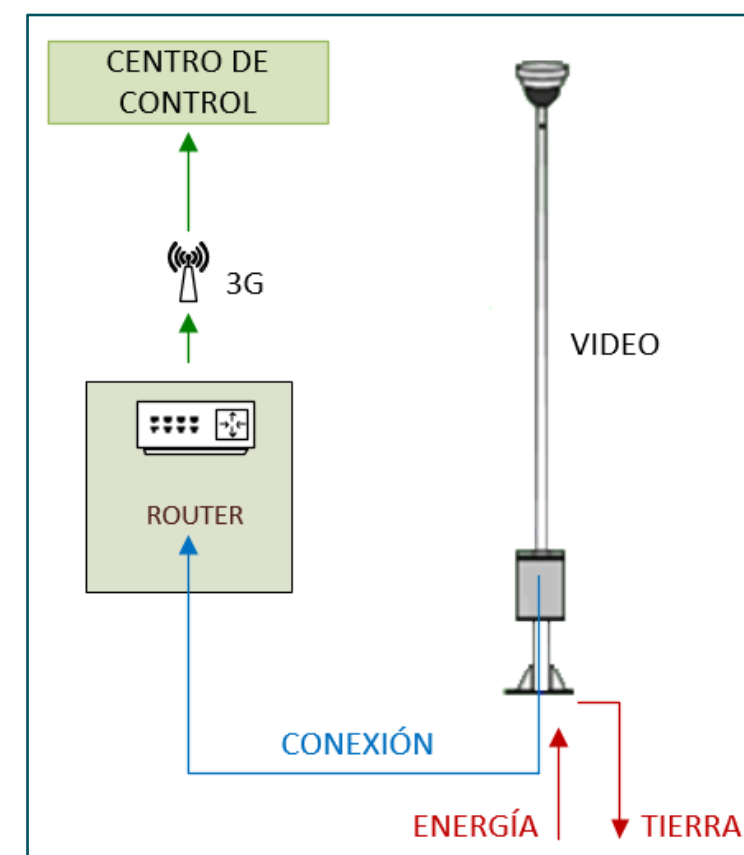 CENTRO DE
CONTROL
3G
VIDEO
ROUTER
CONEXIÓN
ENERGÍA
TIERRA